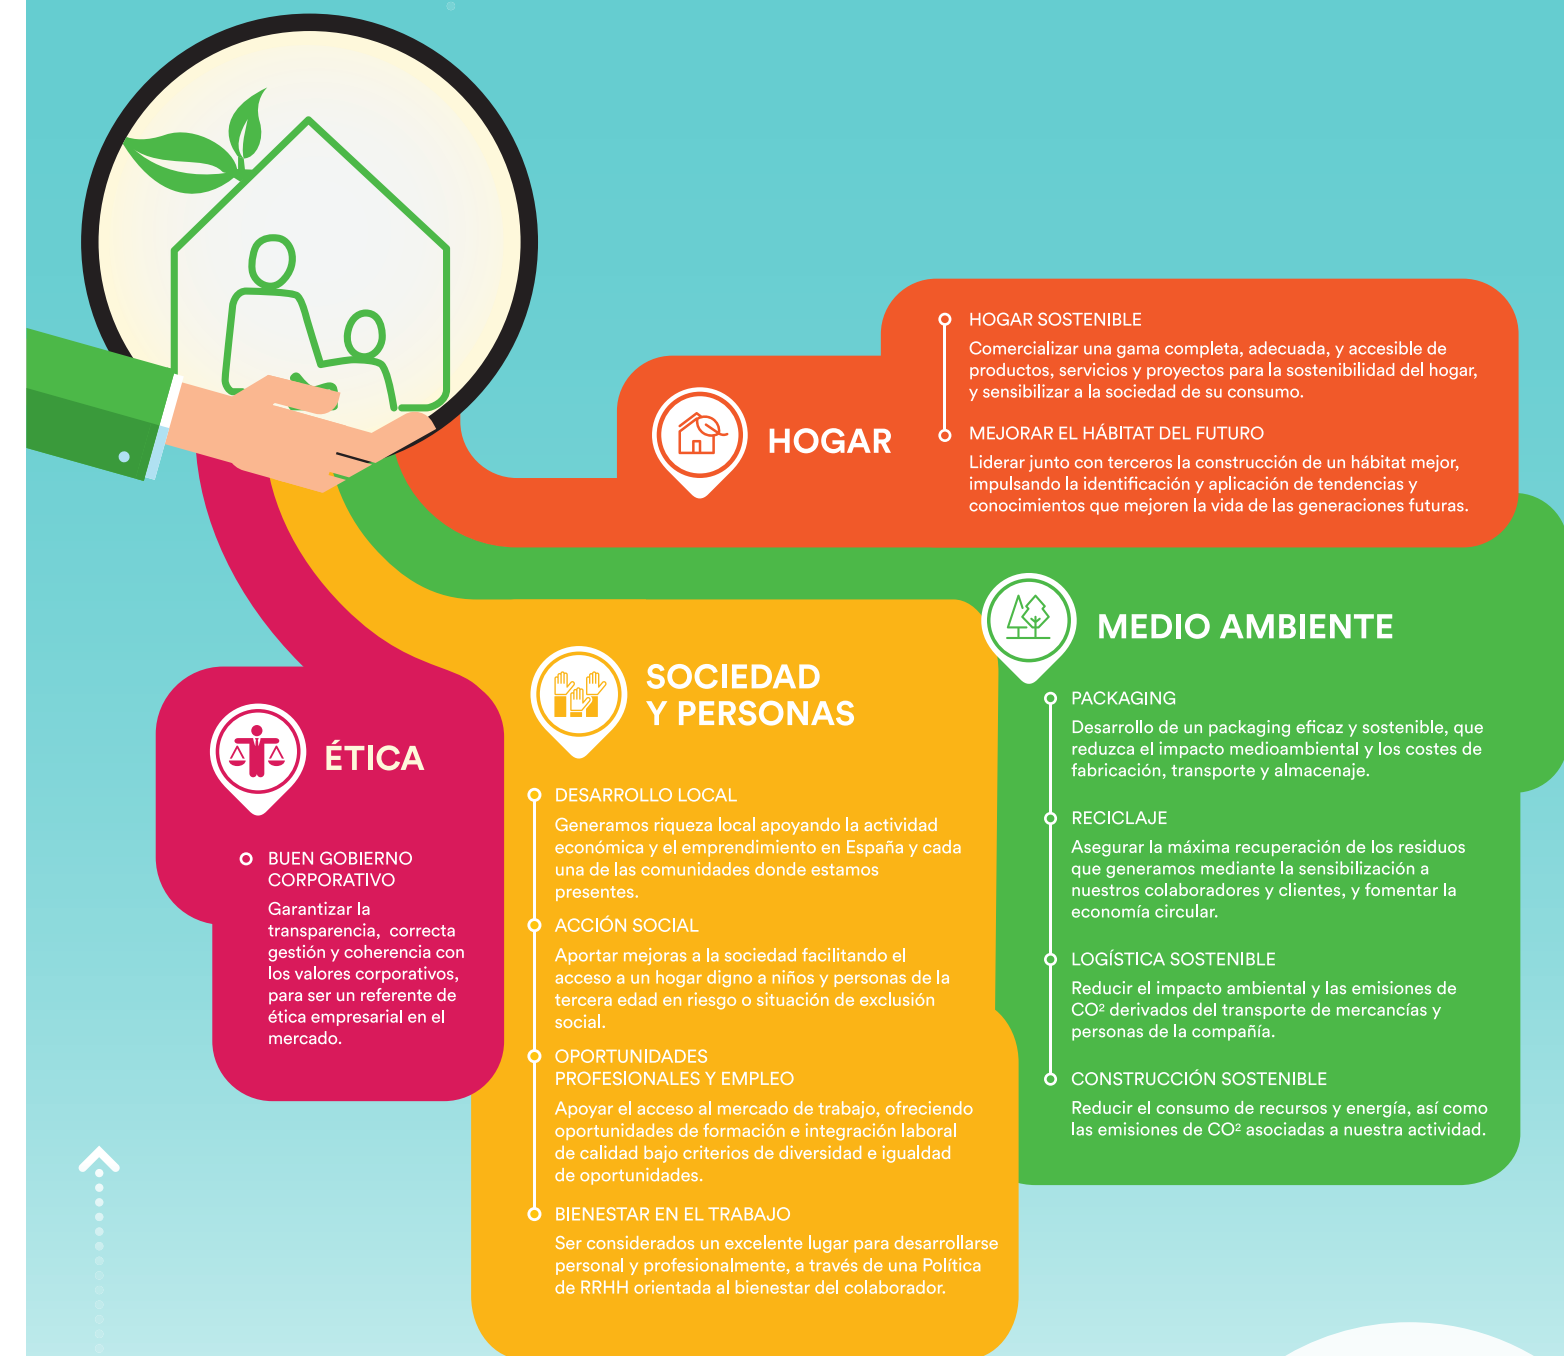 HOGAR
HOGAR SOSTENIBLE
Comercializar una gama completa, adecuada, y accesible de
productos, servicios y proyectos para la sostenibilidad del hogar,
y sensibilizar a la sociedad de su consumo.
MEJORAR EL HÁBITAT DEL FUTURO
Liderar junto con terceros la construcción de un hábitat mejor,
impulsando la identificación y aplicación de tendencias y
conocimientos que mejoren la vida de las generaciones futuras.
MEDIO AMBIENTE
PACKAGING
Desarrollo de un packaging eficaz y sostenible, que
reduzca el impacto medioambiental y los costes de
fabricación, transporte y almacenaje.
RECICLAJE
Asegurar la máxima recuperación de los residuos
que generamos mediante la sensibilización a
nuestros colaboradores y clientes, y fomentar la
economía circular.
LOGÍSTICA SOSTENIBLE
Reducir el impacto ambiental y las emisiones de
CO² derivados del transporte de mercancías y
personas de la compañía.
CONSTRUCCIÓN SOSTENIBLE
Reducir el consumo de recursos y energía, así como
las emisiones de CO² asociadas a nuestra actividad.
SOCIEDAD
Y PERSONAS
DESARROLLO LOCAL
Generamos riqueza local apoyando la actividad
económica y el emprendimiento en España y cada
una de las comunidades donde estamos
presentes.
ACCIÓN SOCIAL
Aportar mejoras a la sociedad facilitando el
acceso a un hogar digno a niños y personas de la
tercera edad en riesgo o situación de exclusión
social.
OPORTUNIDADES
PROFESIONALES Y EMPLEO
Apoyar el acceso al mercado de trabajo, ofreciendo
oportunidades de formación e integración laboral
de calidad bajo criterios de diversidad e igualdad
de oportunidades.
BIENESTAR EN EL TRABAJO
Ser considerados un excelente lugar para desarrollarse
personal y profesionalmente, a través de una Política
de RRHH orientada al bienestar del colaborador.
ÉTICA
BUEN GOBIERNO
CORPORATIVO
Garantizar la
transparencia, correcta
gestión y coherencia con
los valores corporativos,
para ser un referente de
ética empresarial en el
mercado.